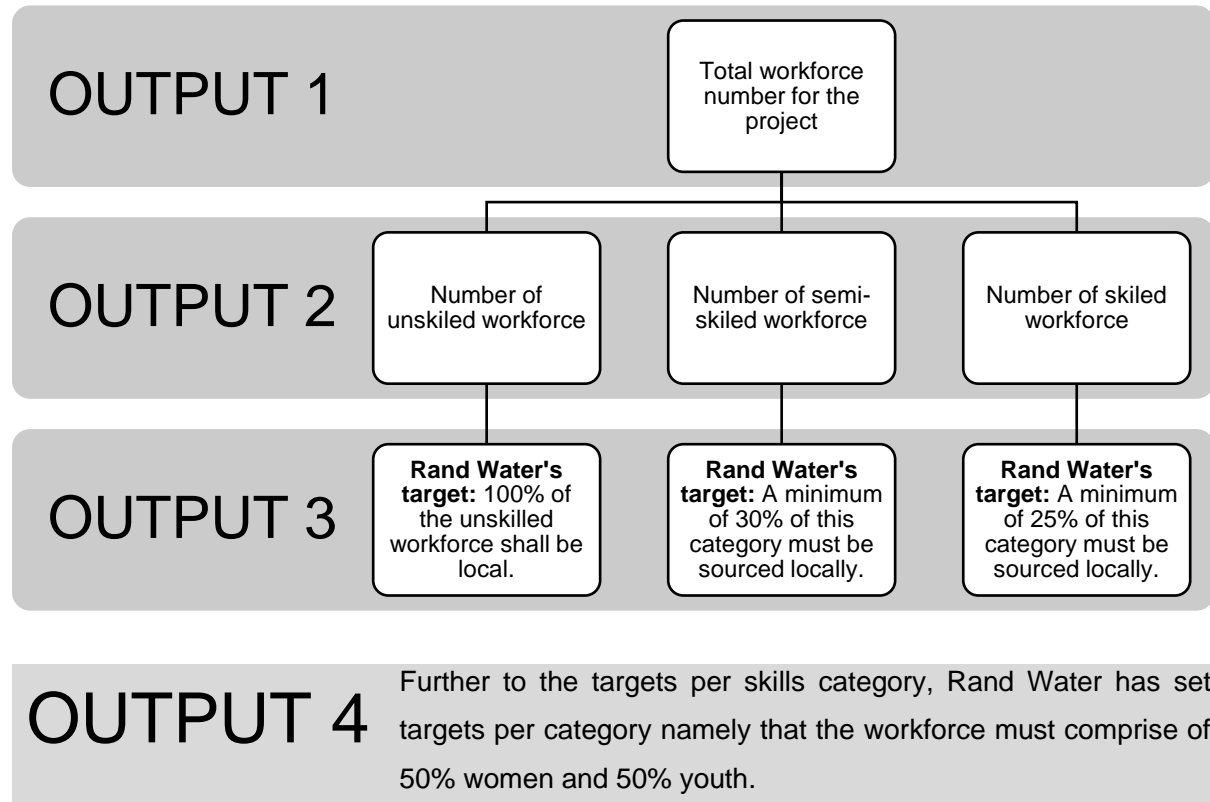 OUTPUT 1
Total workforce
number for the
project
OUTPUT 2
Number of
unskiled workforce
Number of semi-
skiled workforce
Number of skiled
workforce
OUTPUT 3
Rand Water's
target: 100% of
the unskilled
workforce shall be
local.
Rand Water's
target: A minimum
of 30% of this
category must be
sourced locally.
Rand Water's
target: A minimum
of 25% of this
category must be
sourced locally.
OUTPUT 4
Further to the targets per skills category, Rand Water has set
targets per category namely that the workforce must comprise of
50% women and 50% youth.